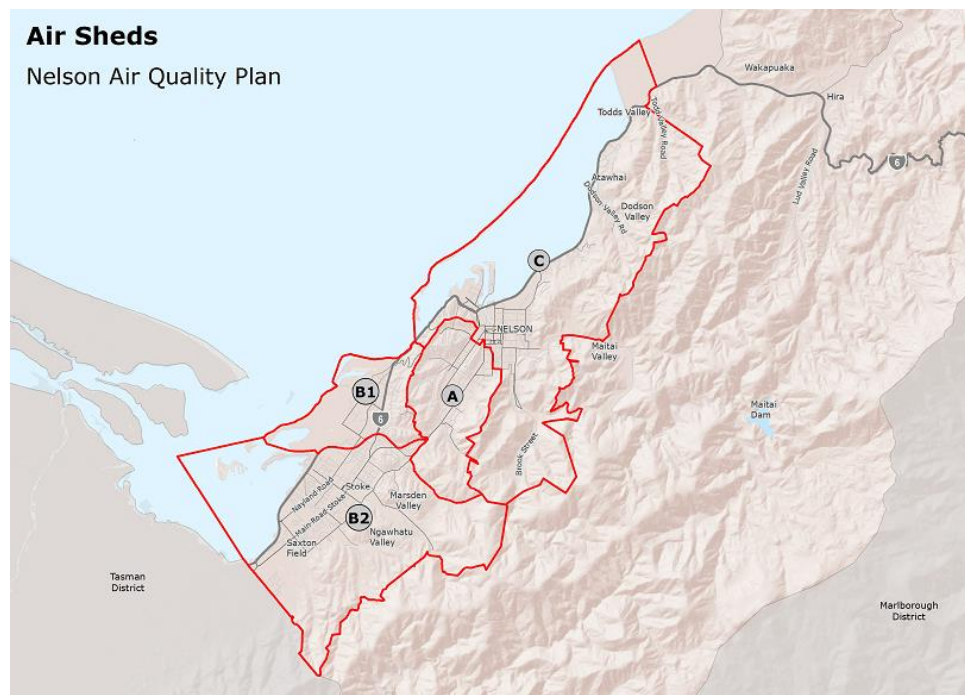 Air Sheds
Nelson Air Quality Plan
Wakapuaka
Hira
Todds Valley
Todd Valley Road
6
Lud Valley Road
Atawhai
Dodson Valley Rd
Dodson
Valley
C
NELSON
Maitai
Valley
B1
A
6
Maitai
Dam
Brook Street
Nayland Road
Stoke
Main Road Stoke
Marsden
Valley
B2
Ngawhatu
Valley
Saxton
Field
Tasman
District
Marlborough
District